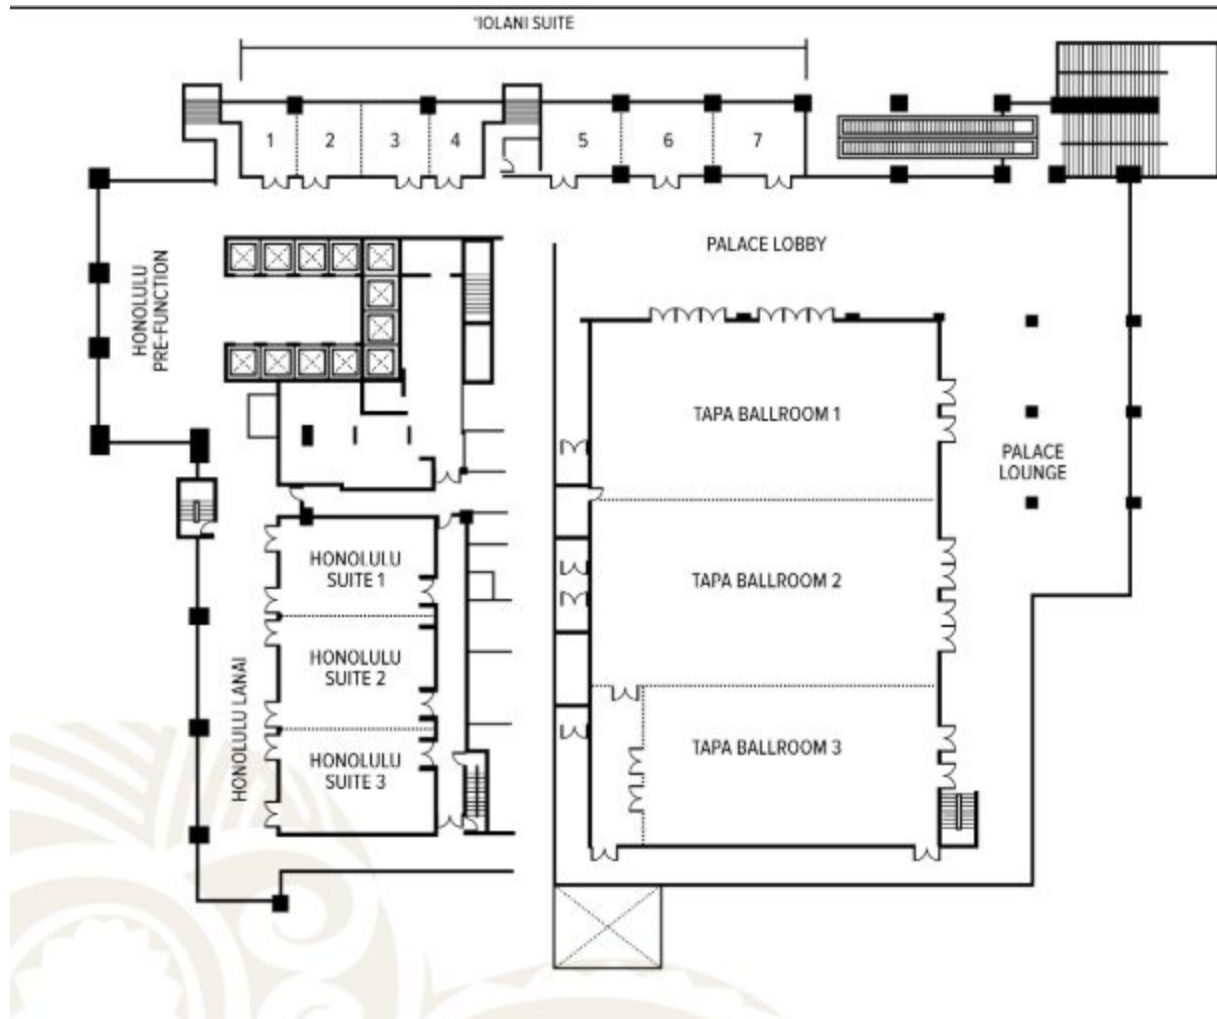 'IOLANI SUITE
1
2
3
4
5
6
7
PALACE LOBBY
HONOLULU
PRE-FUNCTION
TAPA BALLROOM 1
PALACE
LOUNGE
HONOLULU
SUITE 1
TAPA BALLROOM 2
HONOLULU
SUITE 2
HONOLULU LANAI
TAPA BALLROOM 3
HONOLULU
SUITE 3